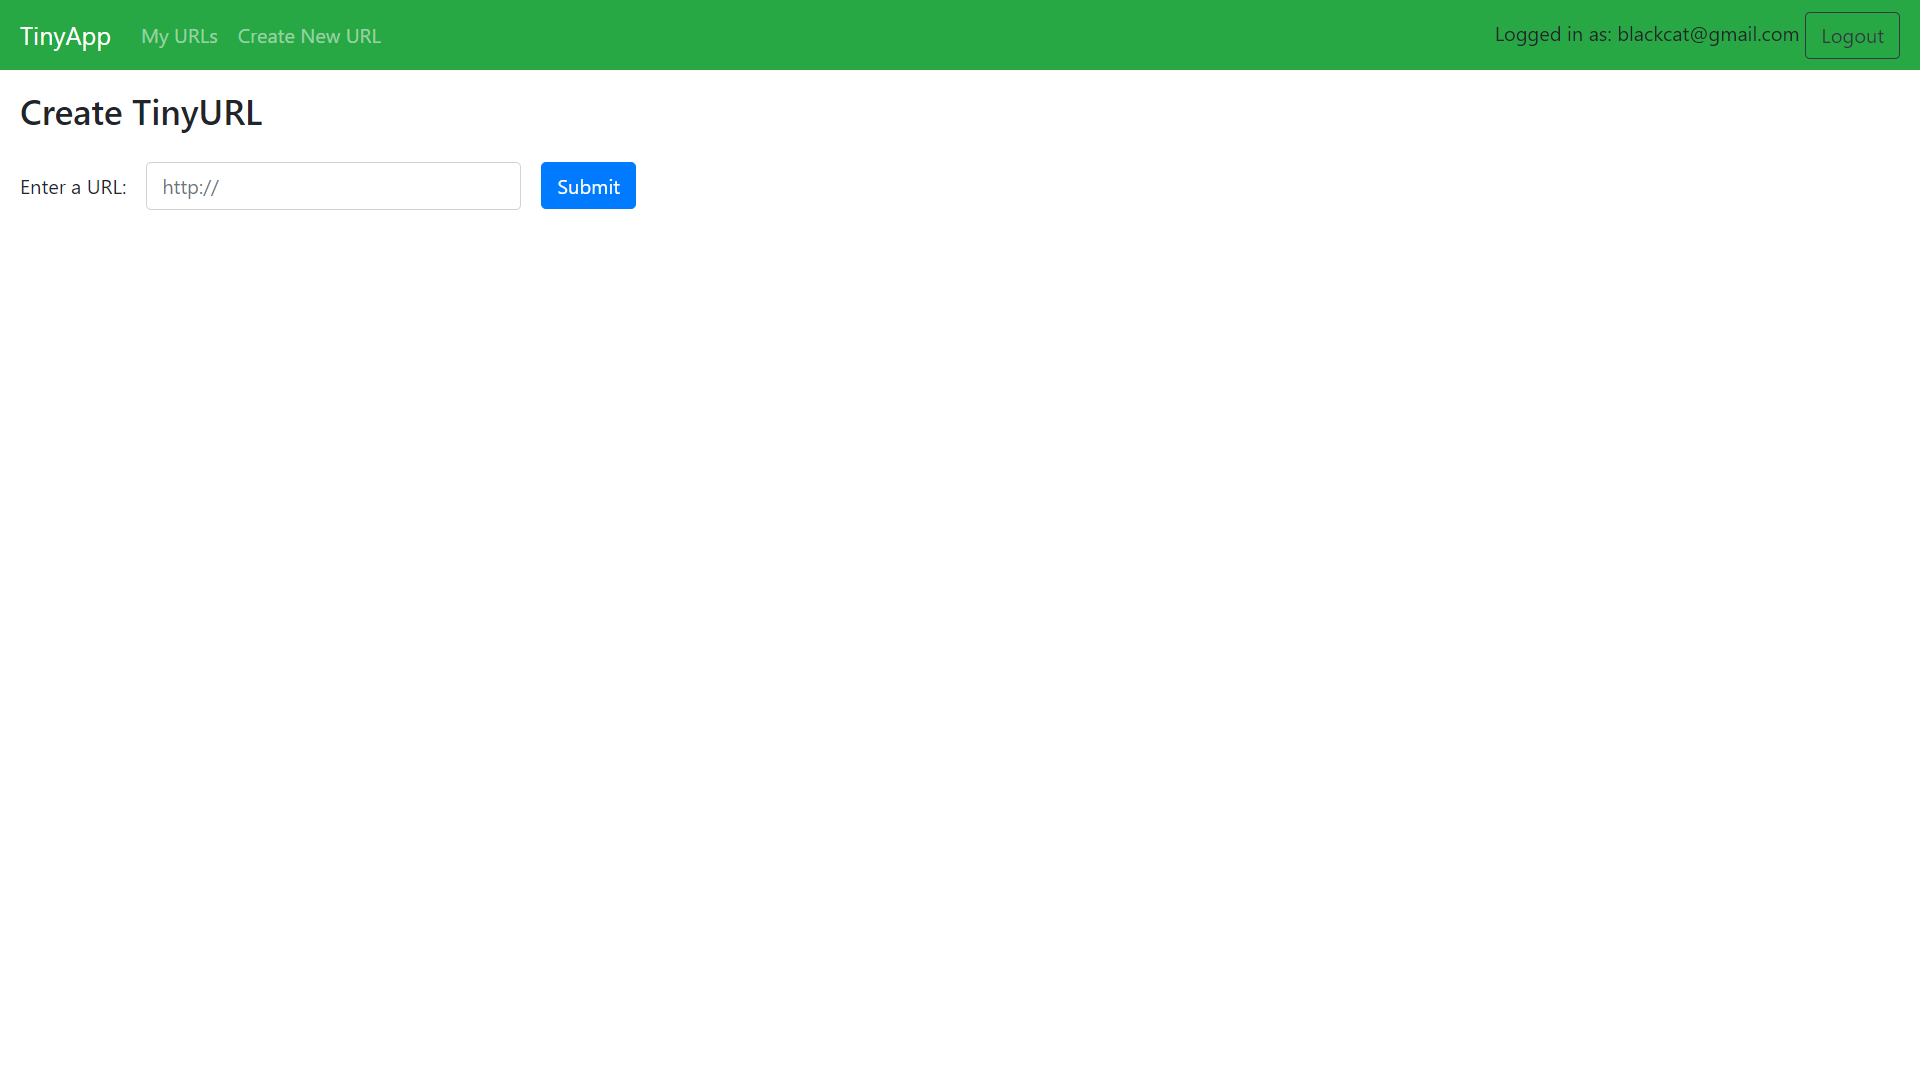 TinyApp My URLs Create New URL Logged in as: blackcat@gmail.com Logout
Create TinyURL
Enter a URL: http:// Submit